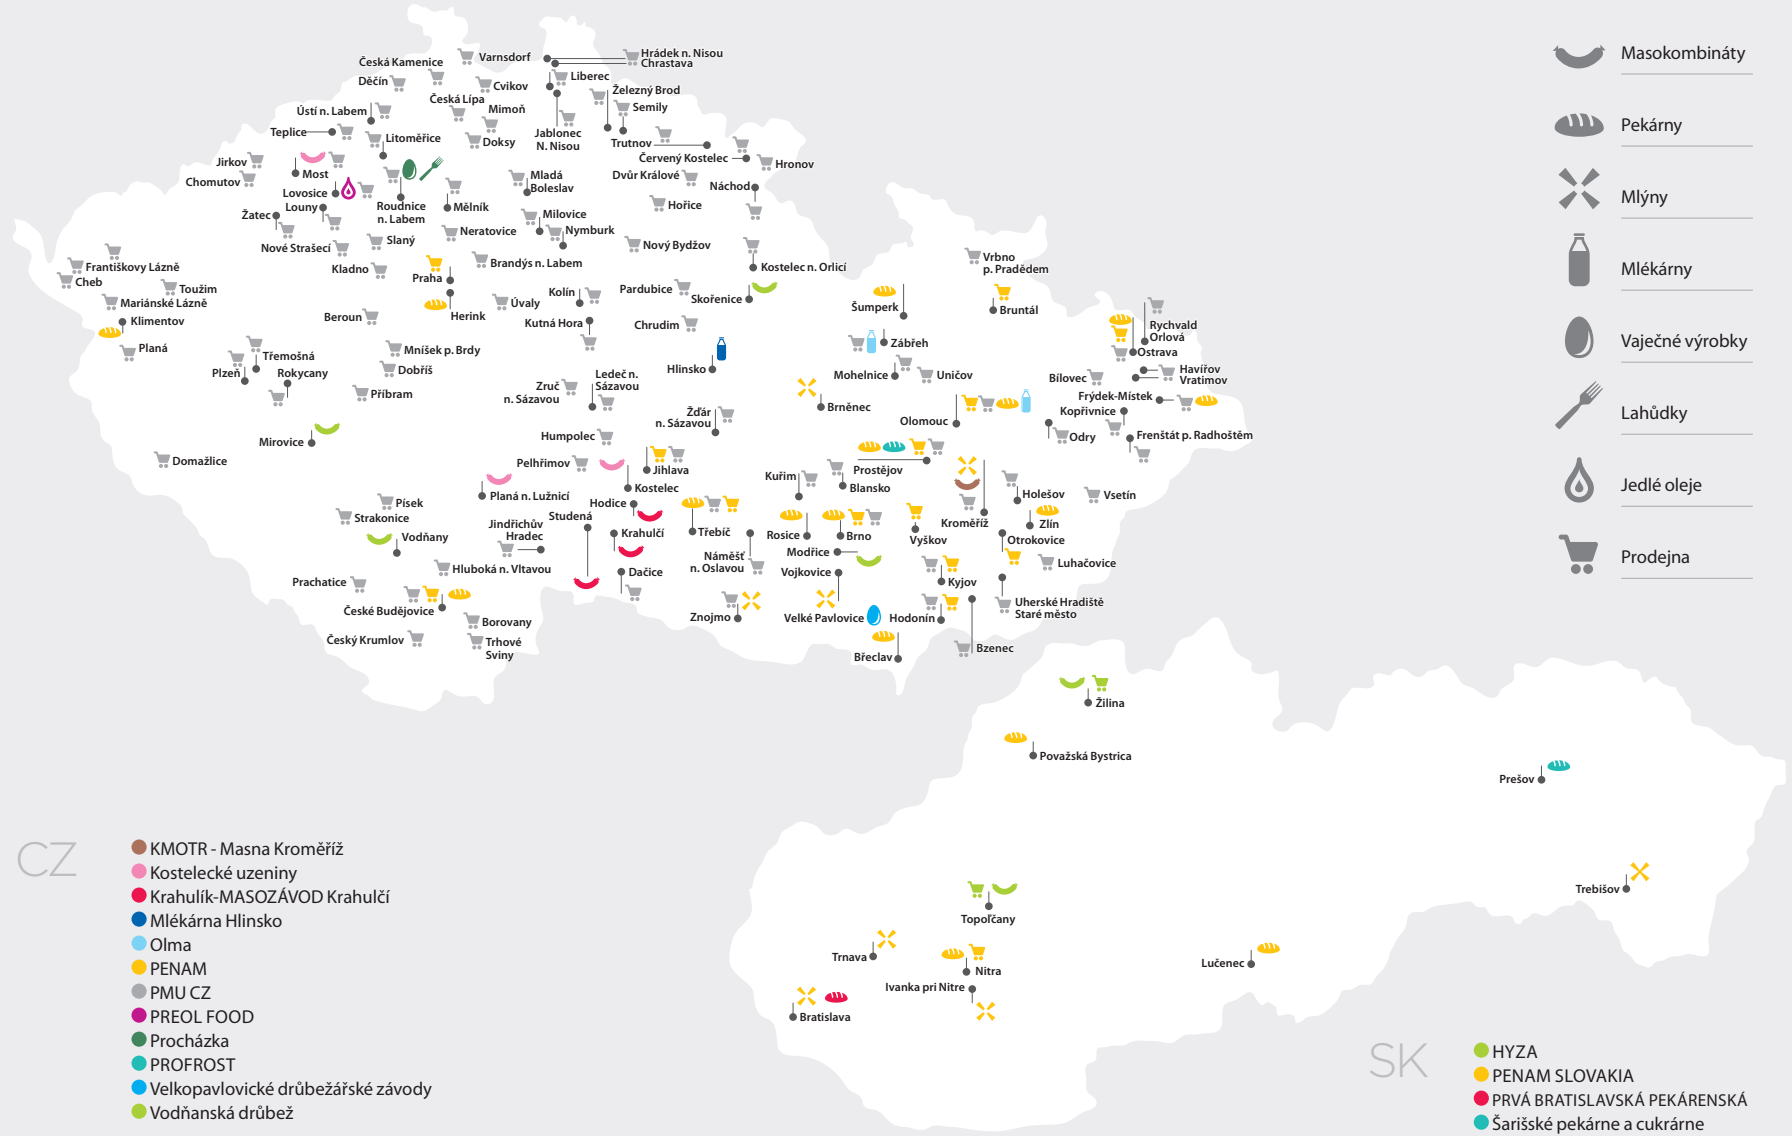 Hrádek n. Nisou
Varnsdorf
Chrastava
Česká Kamenice
Děčín
Cvikov
Liberec
Železný Brod
Česká Lípa
Mimoň
Semily
Ústí n. Labem
Teplice
Litoměřice
Doksy
Jablonec
N. Nisou
Trutnov
Červený Kostelec
Hronov
Jirkov
Chomutov
Most
Lovosice
Mladá
Boleslav
Dvůr Králové
Náchod
Louny
Žatec
Roudnice
n. Labem
Mělník
Milovice
Hořice
Nymburk
Neratovice
Nové Strašecí
Slaný
Nový Bydžov
Kladno
Brandýs n. Labem
Kostelec n. Orlicí
Vrbno
p. Pradědem
Františkovy Lázně
Cheb
Toužim
Mariánské Lázně
Praha
Kolín
Pardubice
Skořenice
Šumperk
Bruntál
Klimentov
Beroun
Herink
Úvaly
Kutná Hora
Chrudim
Rychvald
Orlová
Planá
Třemošná
Mníšek p. Brdy
Zábřeh
Ostrava
Plzeň
Rokycany
Dobříš
Hlinsko
Mohelnice
Uničov
Bílovec
Havířov
Vratimov
Příbram
Zruč
n. Sázavou
Ledeč n.
Sázavou
Brněnec
Frýdek-Místek
Kopřivnice
Žďár
n. Sázavou
Olomouc
Odry
Frenštát p. Radhoštěm
Mirovice
Humpolec
Domažlice
Pelhřimov
Jihlava
Prostějov
Kuřim
Blansko
Kostelec
Planá n. Lužnicí
Holešov
Vsetín
Písek
Strakonice
Hodice
Studená
Kroměříž
Zlín
Jindřichův
Hradec
Krahulčí
Třebíč
Rosice
Brno
Vyškov
Otrokovice
Vodňany
Náměšť
n. Oslavou
Modřice
Vojkovice
Luhačovice
Hluboká n. Vltavou
Dačice
Kyjov
Prachatice
České Budějovice
Uherské Hradiště
Staré město
Borovany
Znojmo
Velké Pavlovice
Hodonín
Český Krumlov
Trhové
Sviny
Břeclav
Bzenec
Žilina
Považská Bystrica
Prešov
Trebišov
Topoľčany
Trnava
Nitra
Lučenec
Ivanka pri Nitre
Bratislava
Masokombináty
Pekárny
Mlýny
Mlékárny
Vaječné výrobky
Lahůdky
Jedlé oleje
Prodejna
CZ
KMOTR - Masna Kroměříž
Kostelecké uzeniny
Krahulík-MASOZÁVOD Krahulčí
Mlékárna Hlinsko
Olma
PENAM
PMU CZ
PREOL FOOD
Procházka
PROFROST
Velkopavlovické drůbežářské závody
Vodňanská drůbež
SK
HYZA
PENAM SLOVAKIA
PRVÁ BRATISLAVSKÁ PEKÁRENSKÁ
Šarišské pekárne a cukrárne